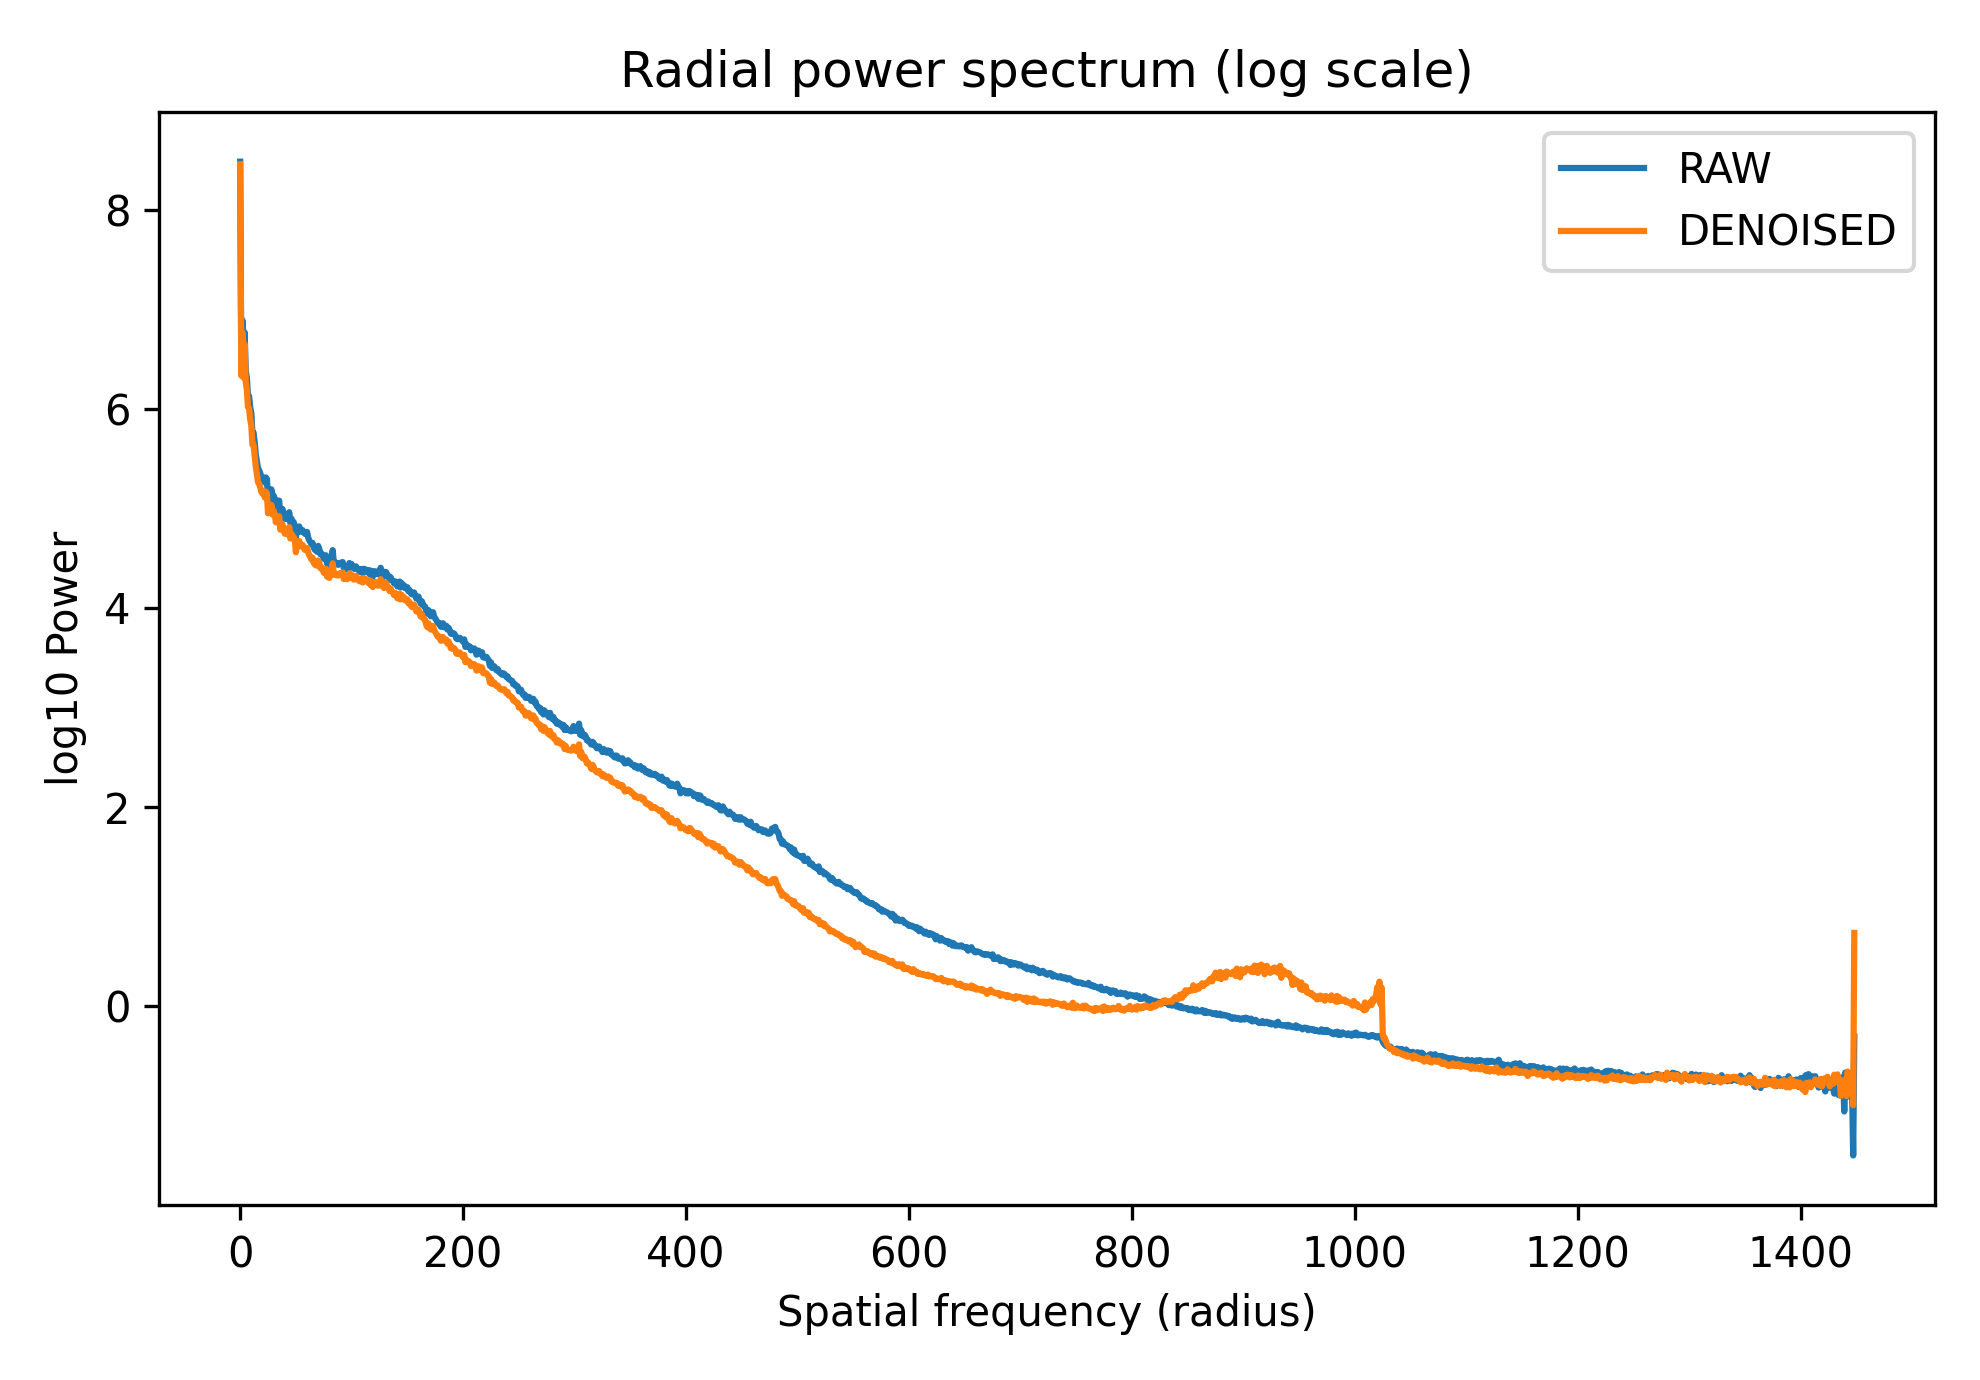 Radial power spectrum (log scale)
RAW
DENOISED
8
6
4
2
0
log10 Power
0 200 400 600 800 1000 1200 1400
Spatial frequency (radius)